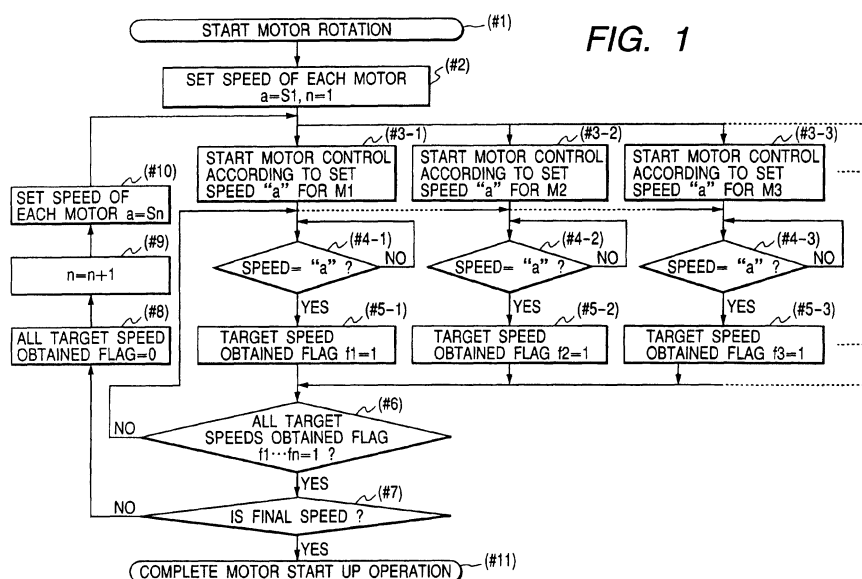 START MOTOR ROTATION
(#1)
FIG. 1
SET SPEED OF EACH MOTOR
a=S1, n=1
(#2)
(#3-1)
START MOTOR CONTROL
ACCORDING TO SET
SPEED “a” FOR M1
(#3-2)
START MOTOR CONTROL
ACCORDING TO SET
SPEED “a” FOR M2
(#3-3)
START MOTOR CONTROL
ACCORDING TO SET
SPEED “a” FOR M3
(#10)
SET SPEED OF
EACH MOTOR a=Sn
(#9)
n=n+1
(#8)
ALL TARGET SPEED
OBTAINED FLAG=0
(#4-1)
NO
SPEED= “a” ?
YES
(#4-2)
NO
SPEED= “a” ?
YES
(#4-3)
NO
SPEED= “a” ?
YES
(#5-1)
TARGET SPEED
OBTAINED FLAG f1=1
(#5-2)
TARGET SPEED
OBTAINED FLAG f2=1
(#5-3)
TARGET SPEED
OBTAINED FLAG f3=1
(#6)
ALL TARGET
SPEEDS OBTAINED FLAG
f1···fn=1 ?
NO
YES
(#7)
NO
IS FINAL SPEED ?
YES
COMPLETE MOTOR START UP OPERATION
(#11)